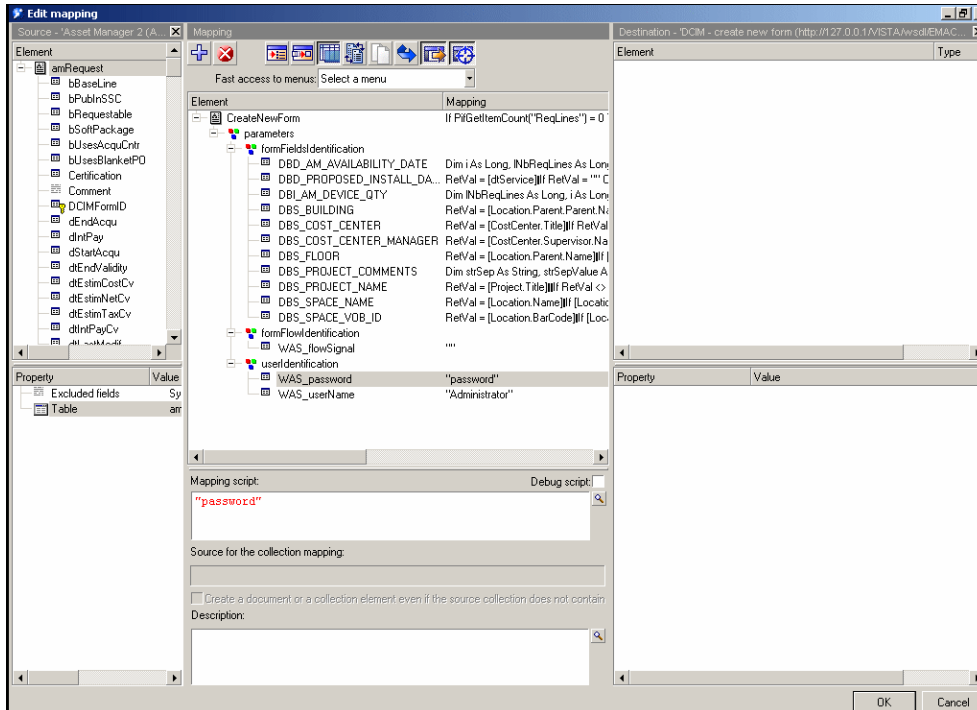 Edit mapping
Source - 'Asset Manager 2 (A...
Element
amRequest
bBaseLine
bPubInSSC
bRequestable
bSoftPackage
bUsesAcquCntr
bUsesBlanketPO
Certification
Comment
DCIMFormID
dEndAcqu
dIntPay
dStartAcqu
dtEndValidity
dtEstimCostCv
dtEstimNetCv
dtEstimTaxCv
dtIntPayCv
dtLastModif
Property Value
Excluded fields Sy
Table am
Mapping
Fast access to menus: Select a menu
Element Mapping
CreateNewForm If PifGetItemCount("ReqLines") = 0
parameters
formFieldsIdentification
DBD_AM_AVAILABILITY_DATE Dim i As Long, lNbReqLines As Long
DBD_PROPOSED_INSTALL_DA... RetVal = [dtService]If RetVal = "" C
DBI_AM_DEVICE_QTY Dim lNbReqLines As Long, i As Long
DBS_BUILDING RetVal = [Location.Parent.Parent.Na
DBS_COST_CENTER RetVal = [CostCenter.Title]If RetVal
DBS_COST_CENTER_MANAGER RetVal = [CostCenter.Supervisor.Na
DBS_FLOOR RetVal = [Location.Parent.Name]If [
DBS_PROJECT_COMMENTS Dim strSep As String, strSepValue A
DBS_PROJECT_NAME RetVal = [Project.Title]If RetVal <>
DBS_SPACE_NAME RetVal = [Location.Name]If [Locatio
DBS_SPACE_VOB_ID RetVal = [Location.BarCode]If [Loc
formFlowIdentification
WAS_flowSignal ""
userIdentification
WAS_password "password"
WAS_userName "Administrator"
Mapping script: Debug script:
"password"
Source for the collection mapping:
Create a document or a collection element even if the source collection does not contain
Description:
Destination - 'DCIM - create new form (http://127.0.0.1/VISTA/wsdl/EMAC...
Element Type
Property Value
OK Cancel